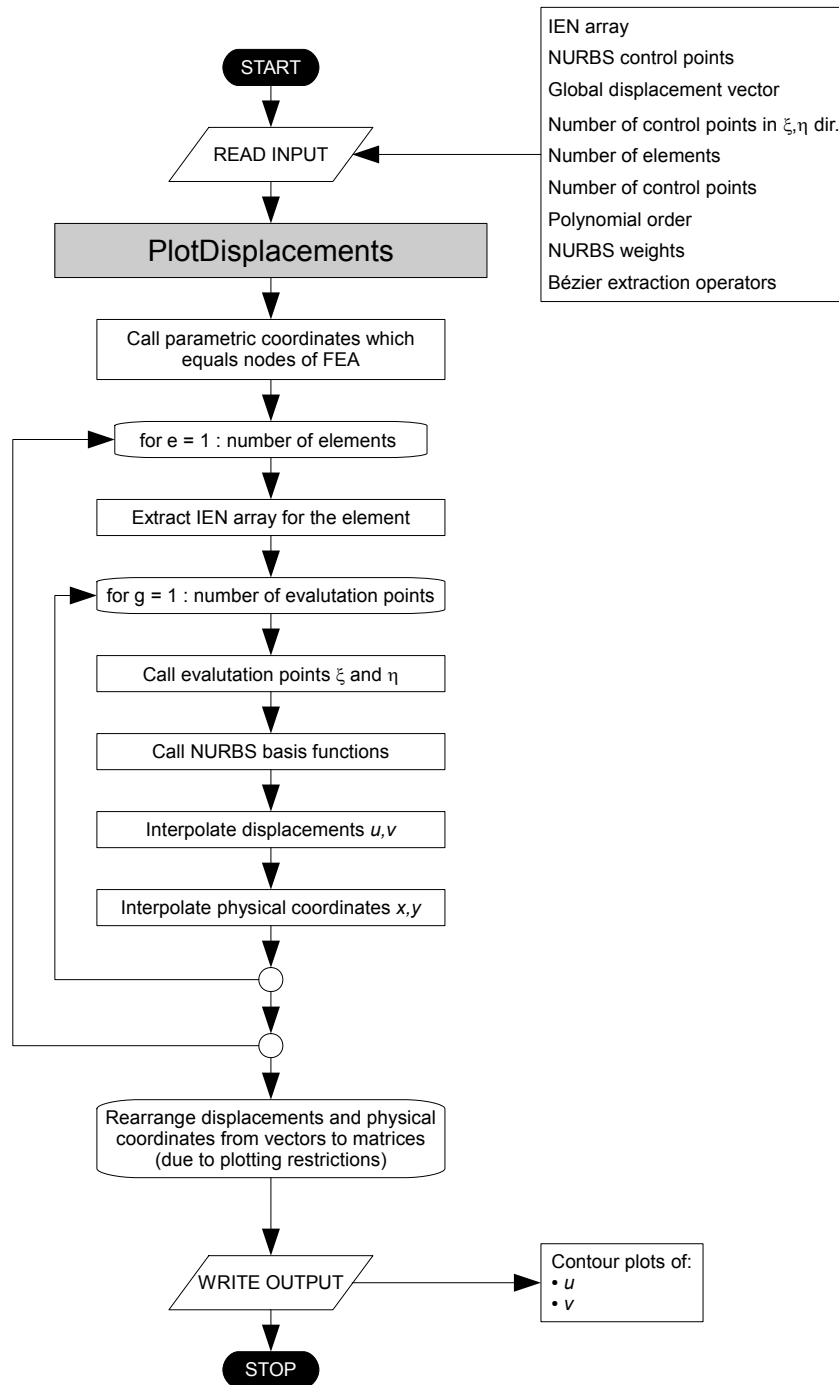 START
READ INPUT
IEN array
NURBS control points
Global displacement vector
Number of control points in ξ,η dir.
Number of elements
Number of control points
Polynomial order
NURBS weights
Bézier extraction operators
PlotDisplacements
Call parametric coordinates which
equals nodes of FEA
for e = 1 : number of elements
Extract IEN array for the element
for g = 1 : number of evalutation points
Call evalutation points ξ and η
Call NURBS basis functions
Interpolate displacements u,v
Interpolate physical coordinates x,y
Rearrange displacements and physical
coordinates from vectors to matrices
(due to plotting restrictions)
WRITE OUTPUT
Contour plots of:
• u
• v
STOP